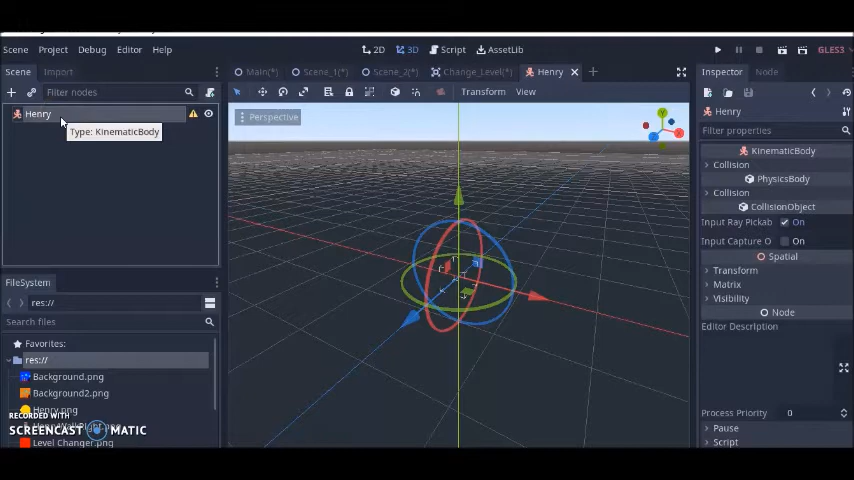 Scene Project Debug Editor Help
2D 3D Script AssetLib
GLES3
Scene Import
Main(*) Scene_1(*) Scene_2(*) Change_Level(*) Henry
Inspector Node
Filter nodes
Transform View
Henry
Type: KinematicBody
Perspective
Y
X
Z
Henry
Filter properties
KinematicBody
Collision
PhysicsBody
Collision
CollisionObject
Input Ray Pickab On
Input Capture O On
Spatial
Transform
Matrix
Visibility
Node
Editor Description
Process Priority 0
Pause
Script
FileSystem
res://
Search files
Favorites:
res://
Background.png
Background2.png
Henry.png
Level Changer.png
RECORDED WITH
SCREENCAST MATIC